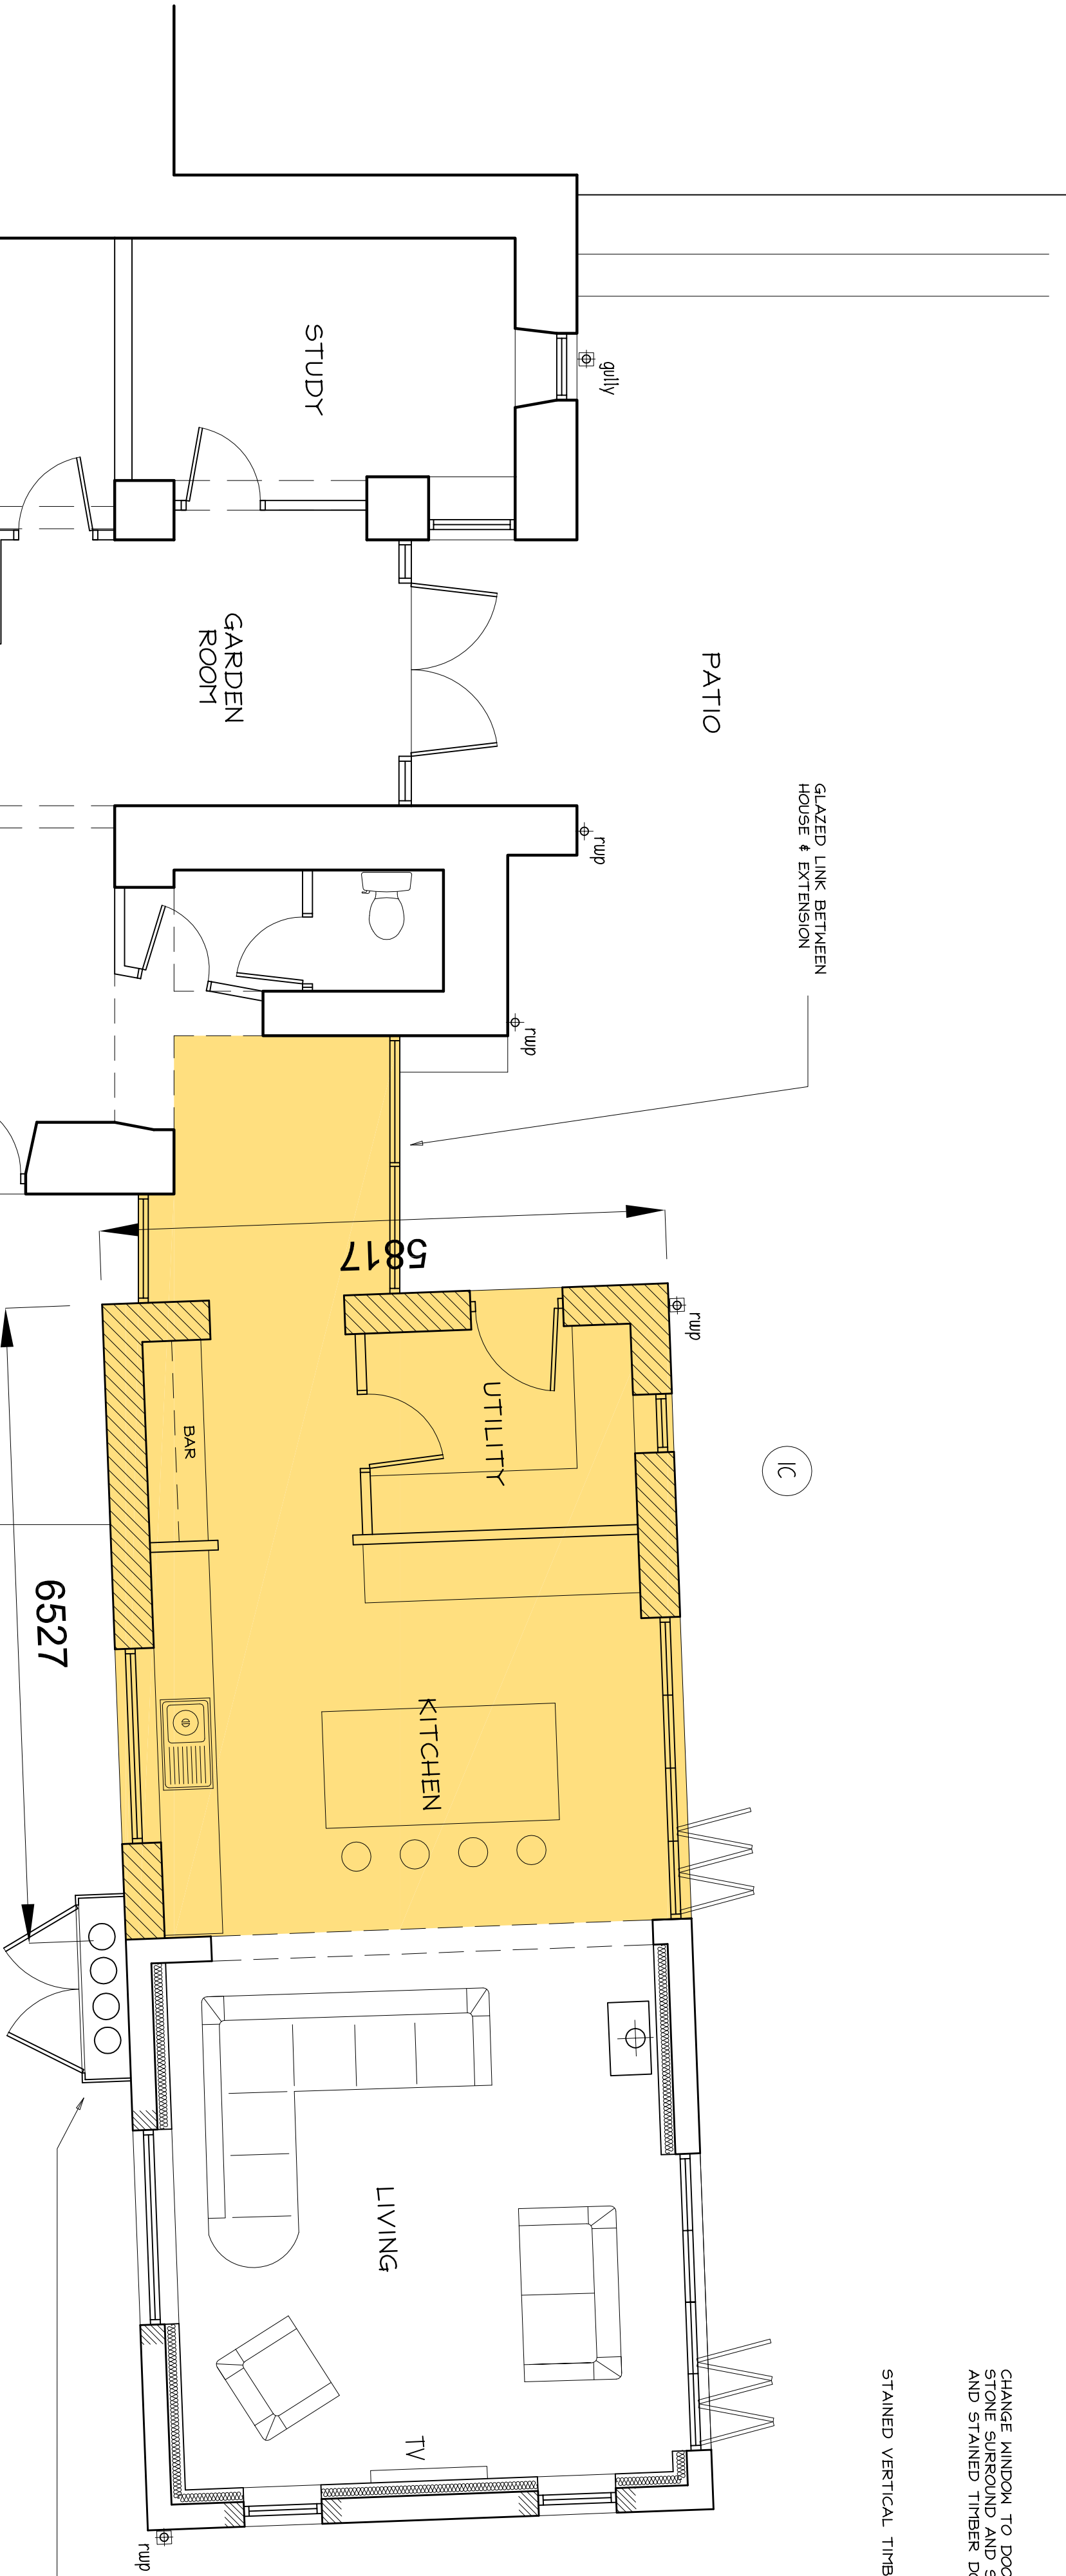 gully
STUDY
PATIO
GARDEN
ROOM
GLAZED LINK BETWEEN
HOUSE & EXTENSION
rwp
rwp
5817
rwp
UTILITY
BAR
IC
6527
KITCHEN
LIVING
TV
rwp
CHANGE WINDOW TO DOO
STONE SURROUND AND S
AND STAINED TIMBER DO
STAINED VERTICAL TIMB